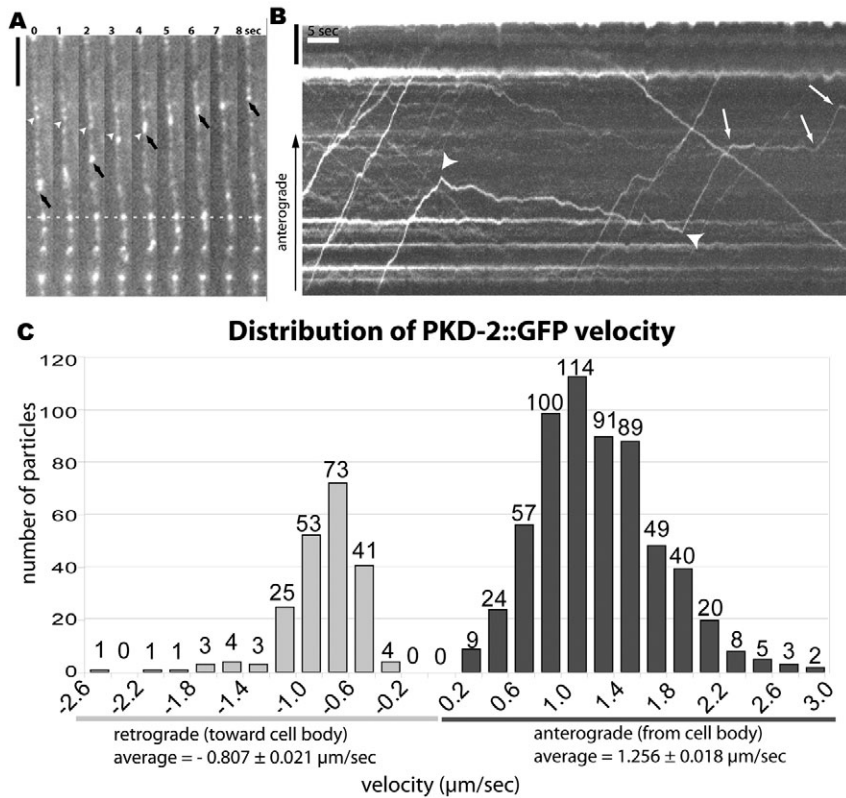 A
0 1 2 3 4 5 6 7 8 sec
B
5 sec
anterograde
C
Distribution of PKD-2::GFP velocity
number of particles
120
100
80
60
40
20
0
1 0 1 1 3 4 3 25 53 73 41 4 0 0 9 24 57 100 114 91 89 49 40 20 8 5 3 2
-2.6 -2.2 -1.8 -1.4 -1.0 -0.6 -0.2 0.2 0.6 1.0 1.4 1.8 2.2 2.6 3.0
retrograde (toward cell body)
average = - 0.807 ± 0.021 μm/sec
anterograde (from cell body)
average = 1.256 ± 0.018 μm/sec
velocity (μm/sec)